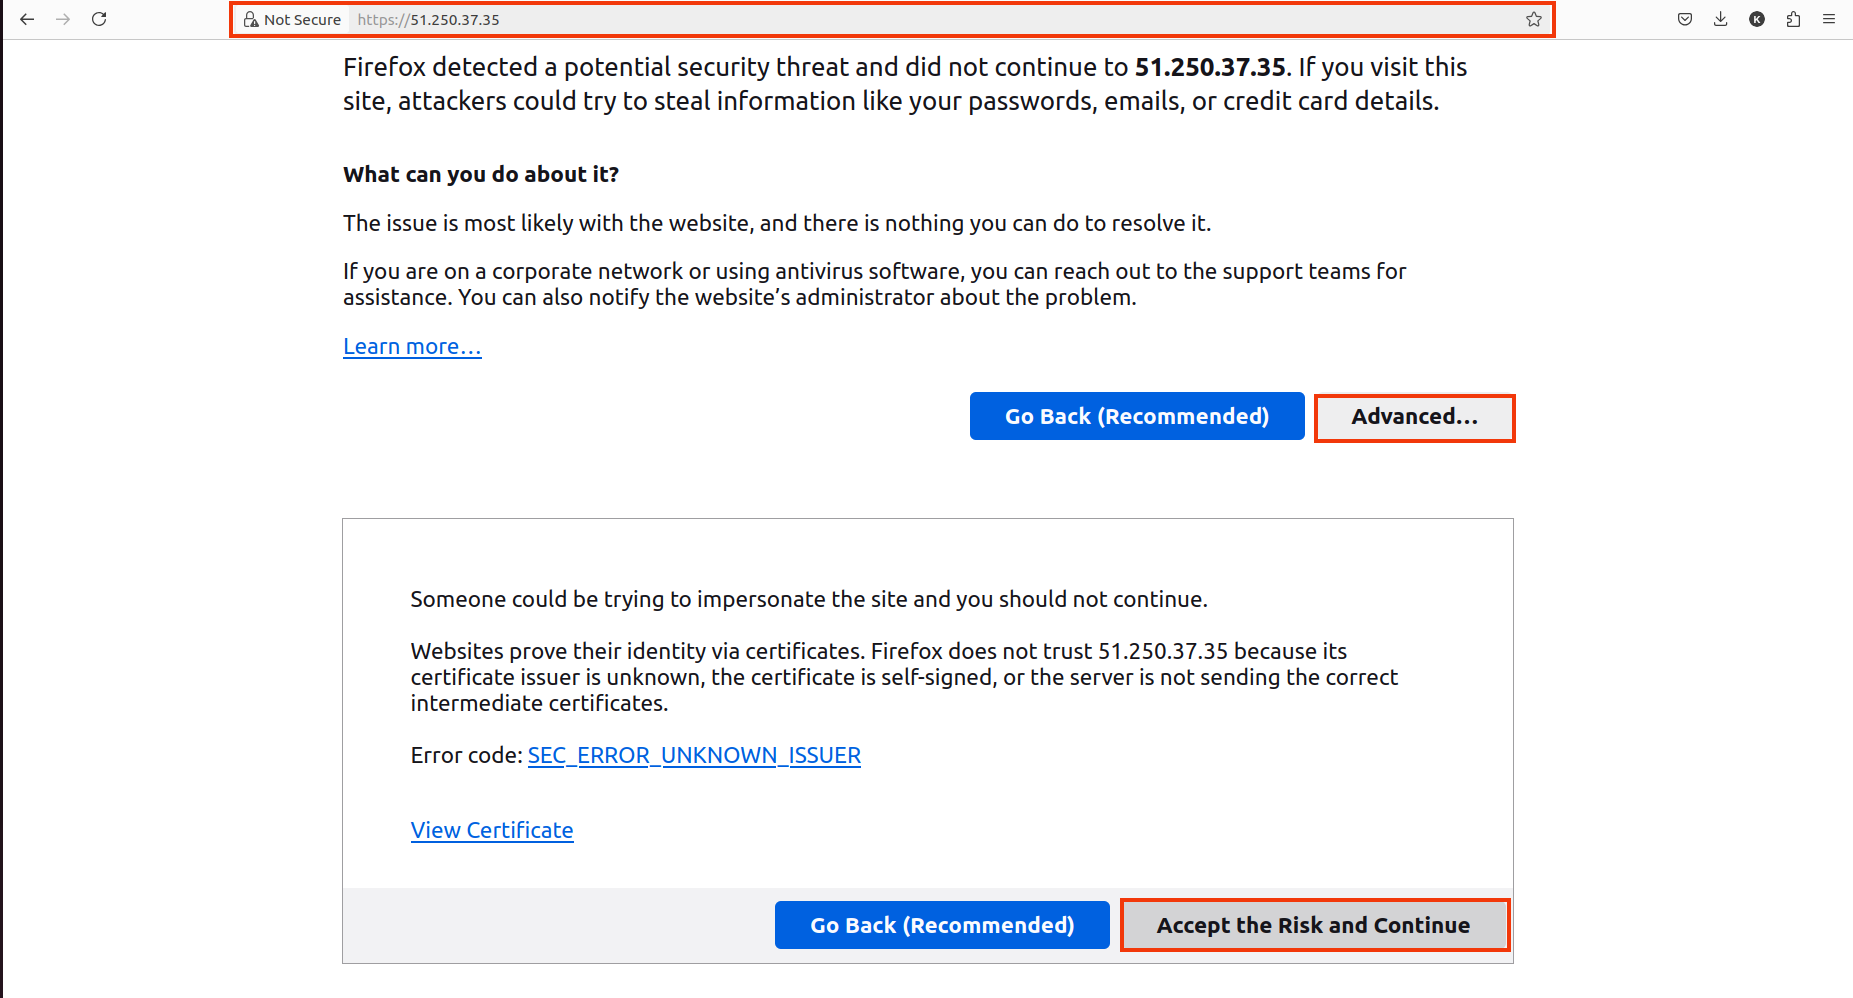 Not Secure https://51.250.37.35
K
Firefox detected a potential security threat and did not continue to 51.250.37.35. If you visit this
site, attackers could try to steal information like your passwords, emails, or credit card details.
What can you do about it?
The issue is most likely with the website, and there is nothing you can do to resolve it.
If you are on a corporate network or using antivirus software, you can reach out to the support teams for
assistance. You can also notify the website’s administrator about the problem.
Learn more…
Go Back (Recommended) Advanced…
Someone could be trying to impersonate the site and you should not continue.
Websites prove their identity via certificates. Firefox does not trust 51.250.37.35 because its
certificate issuer is unknown, the certificate is self-signed, or the server is not sending the correct
intermediate certificates.
Error code: SEC_ERROR_UNKNOWN_ISSUER
View Certificate
Go Back (Recommended) Accept the Risk and Continue